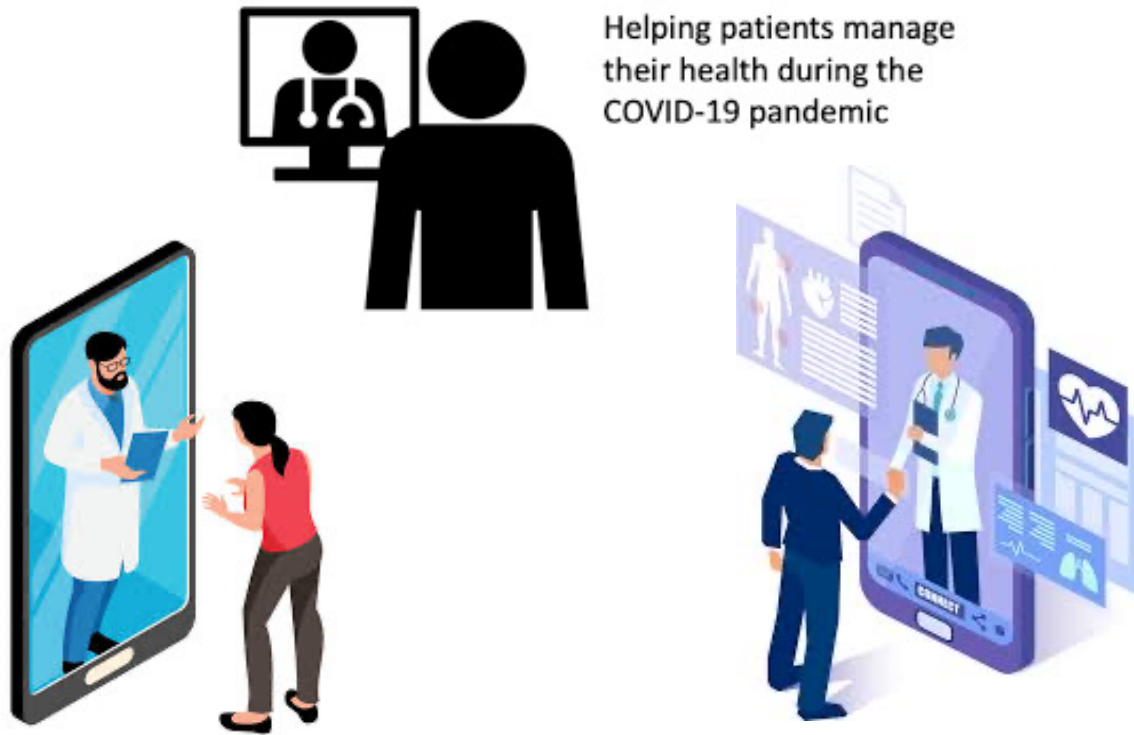 Helping patients manage
their health during the
COVID-19 pandemic
CONNECT